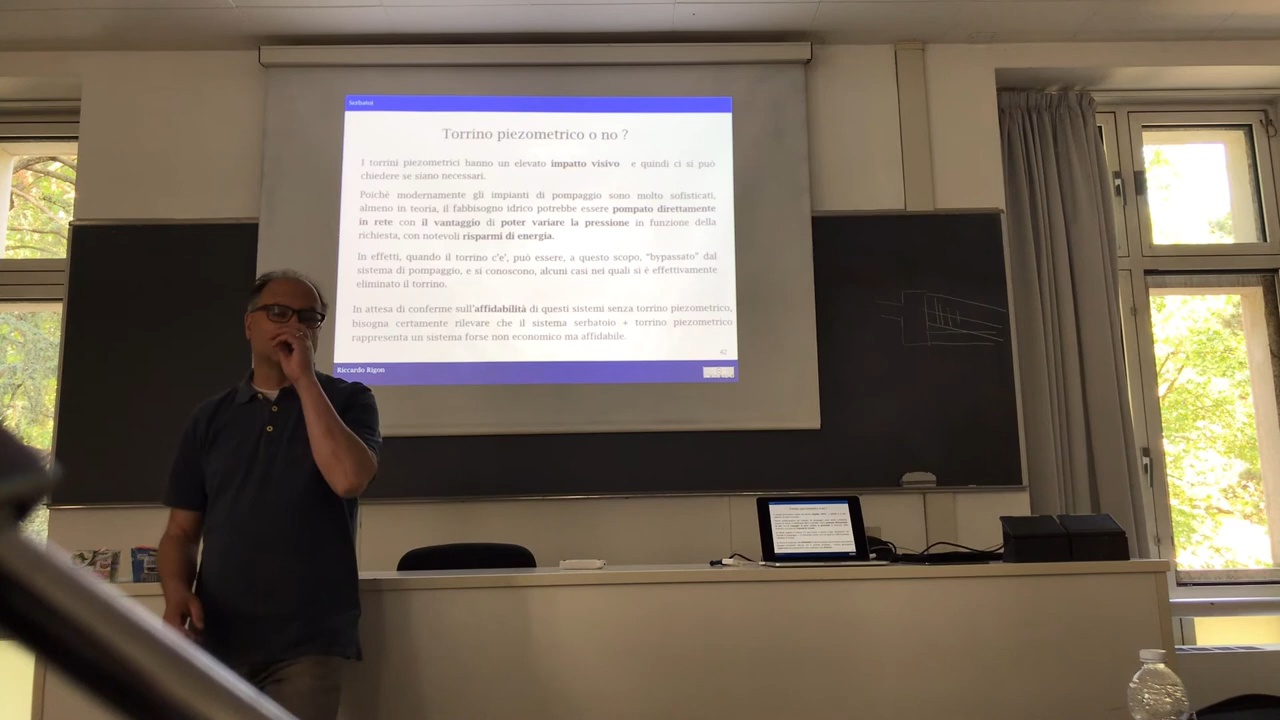 Serbatoi
Torrino piezometrico o no ?
I torrini piezometrici hanno un elevato impatto visivo e quindi ci si può
chiedere se siano necessari.
Poichè modernamente gli impianti di pompaggio sono molto sofisticati,
almeno in teoria, il fabbisogno idrico potrebbe essere pompato direttamente
in rete con il vantaggio di poter variare la pressione in funzione della
richiesta, con notevoli risparmi di energia.
In effetti, quando il torrino c'e', può essere, a questo scopo, "bypassato" dal
sistema di pompaggio, e si conoscono, alcuni casi nei quali si è effettivamente
eliminato il torrino.
In attesa di conferme sull'affidabilità di questi sistemi senza torrino piezometrico,
bisogna certamente rilevare che il sistema serbatoio + torrino piezometrico
rappresenta un sistema forse non economico ma affidabile.
42
Riccardo Rigon